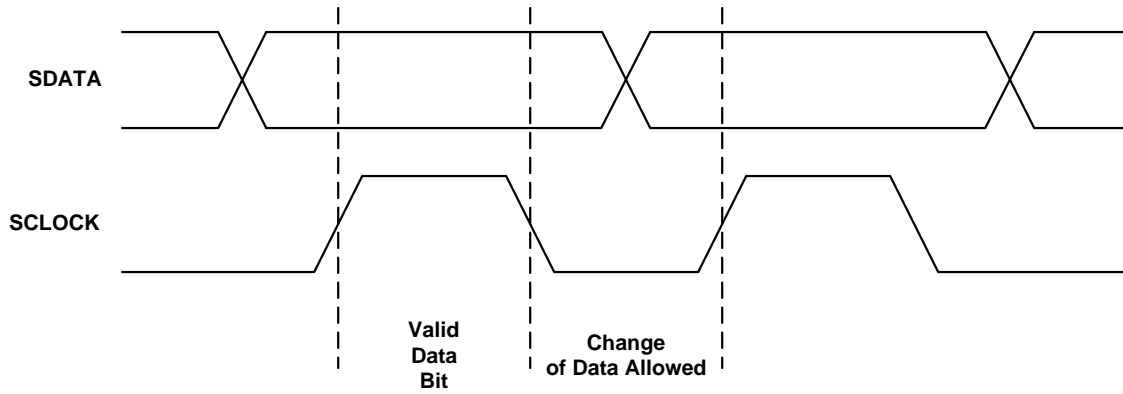 SDATA
SCLOCK
Valid
Data
Bit
Change
of Data Allowed